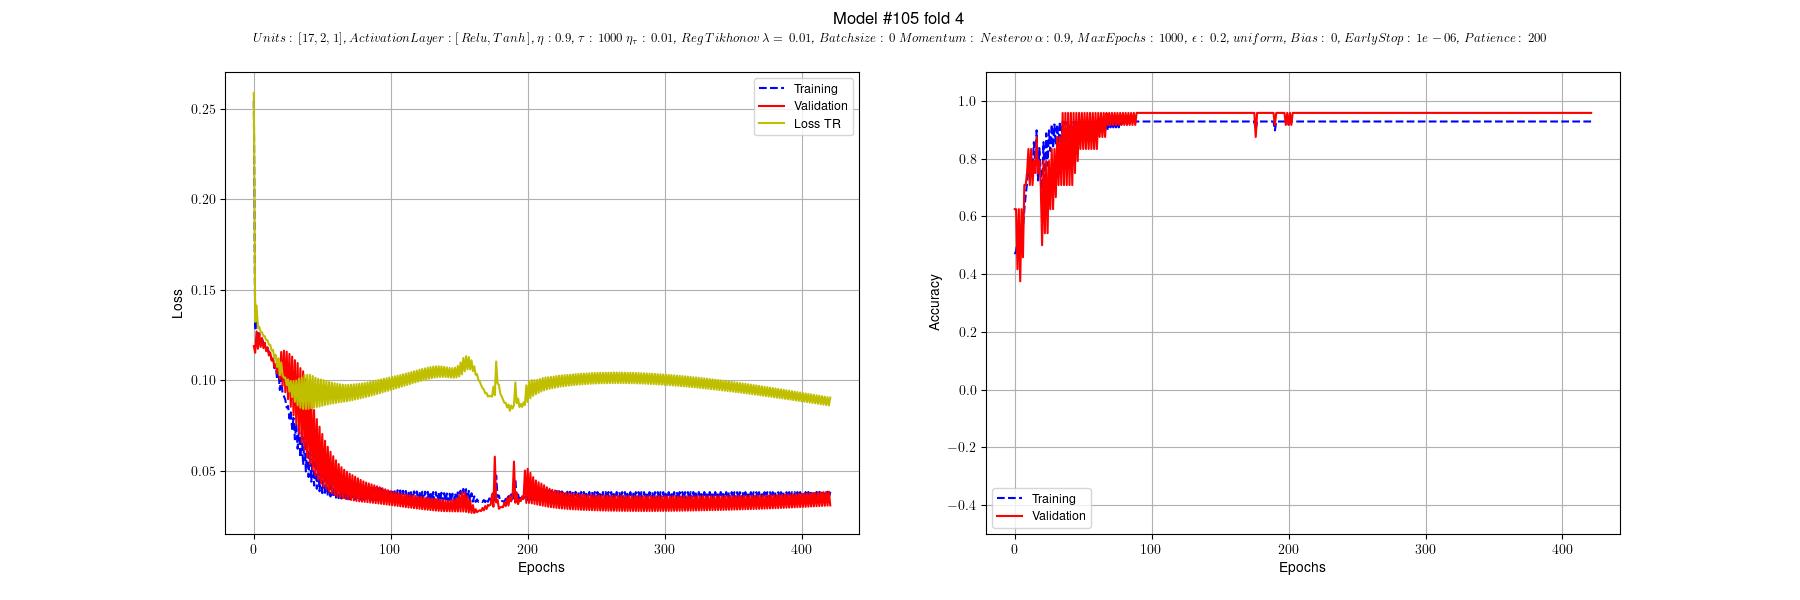 Model #105 fold 4
Units : [17, 2, 1], ActivationLayer : [Relu, Tanh], η : 0.9, τ : 1000 ητ : 0.01, RegTikhonov λ = 0.01, Batchsize : 0 Momentum : Nesterov α : 0.9, MaxEpochs : 1000, ϵ : 0.2, uniform, Bias : 0, EarlyStop : 1e − 06, Patience : 200
Training
Validation
Loss TR
0.25
0.20
0.15
0.10
0.05
Loss
0 100 200 300 400
Epochs
1.0
0.8
0.6
0.4
0.2
0.0
−0.2
−0.4
Accuracy
Training
Validation
0 100 200 300 400
Epochs